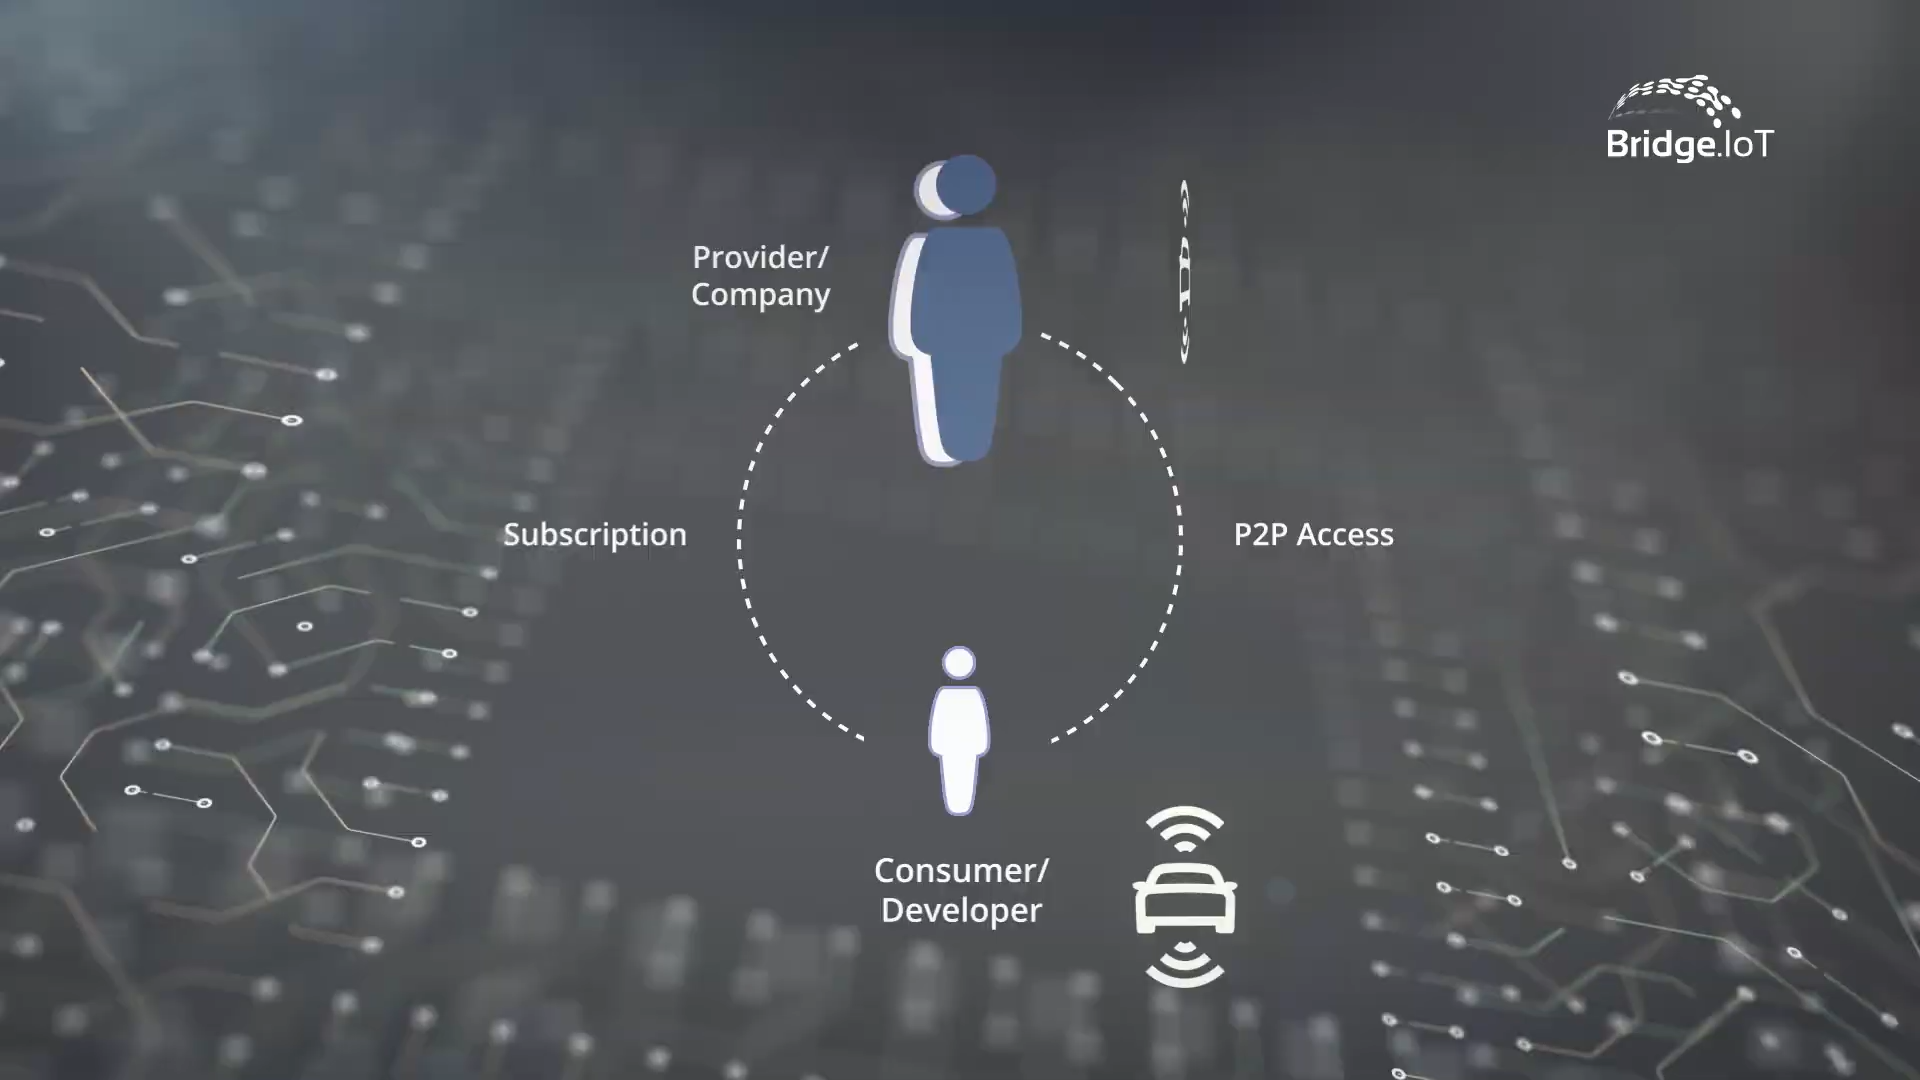 Bridge.IoT
Provider/
Company
Subscription
P2P Access
Consumer/
Developer